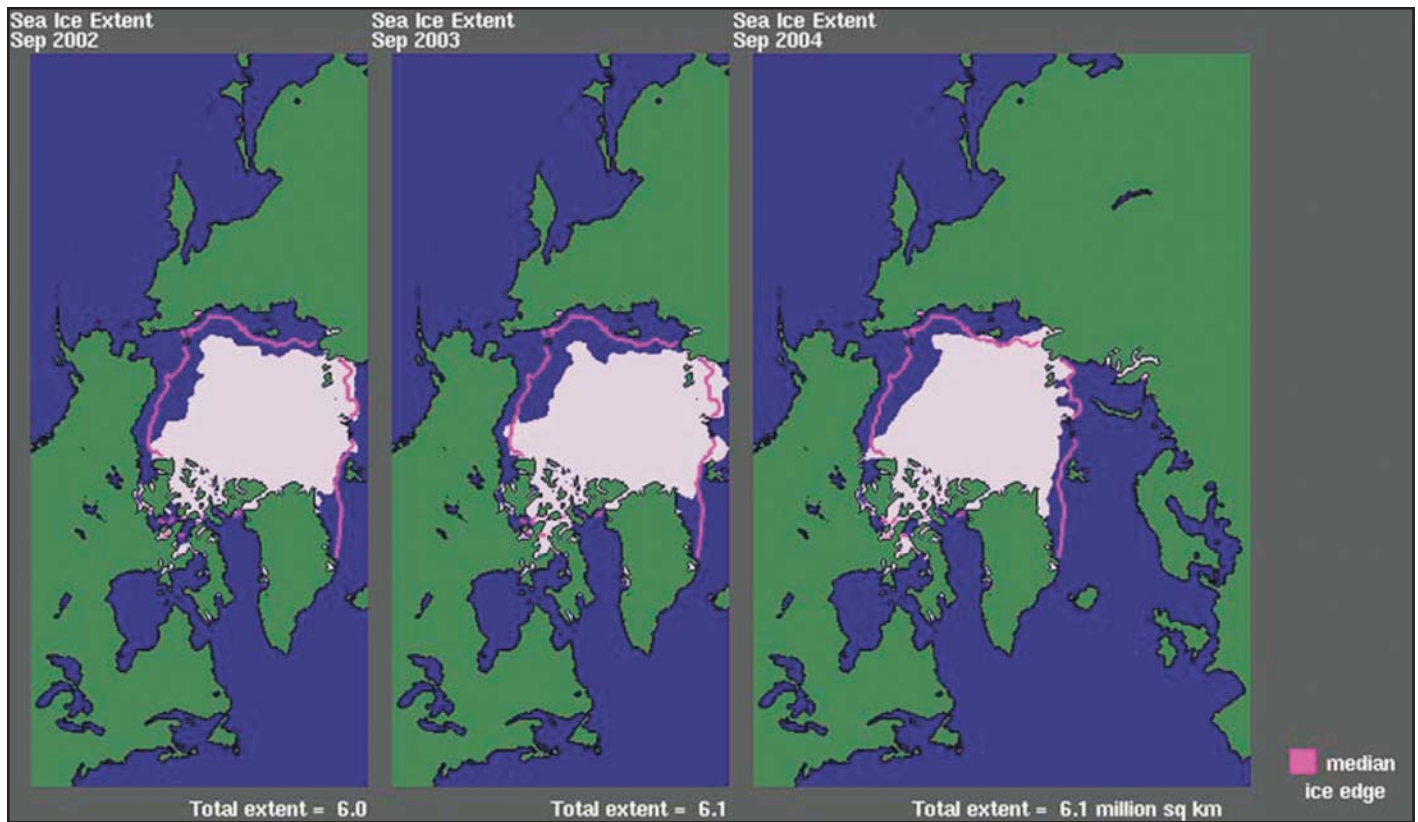 Sea Ice Extent
Sep 2002
Sea Ice Extent
Sep 2003
Sea Ice Extent
Sep 2004
Total extent = 6.0
Total extent = 6.1
Total extent = 6.1 million sq km
median
ice edge